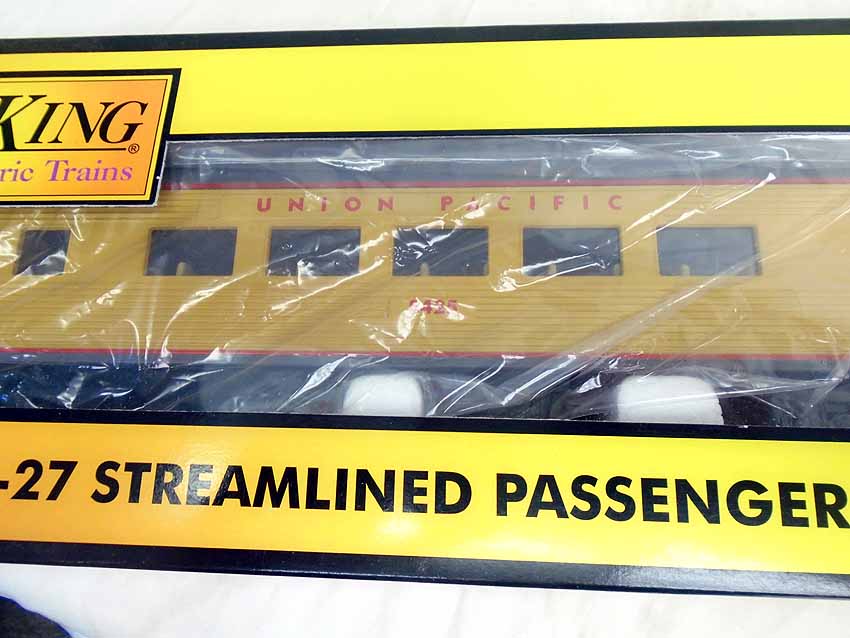 KING®
ric Trains
UNION PACIFIC
-27 STREAMLINED PASSENGER